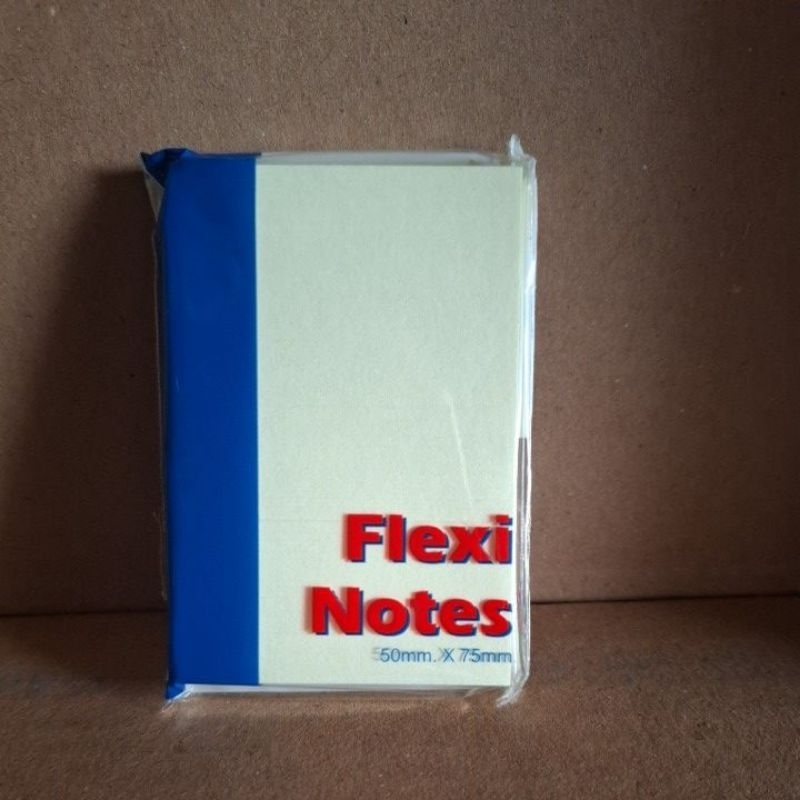 Flexi
Notes
50mm. X 75mm